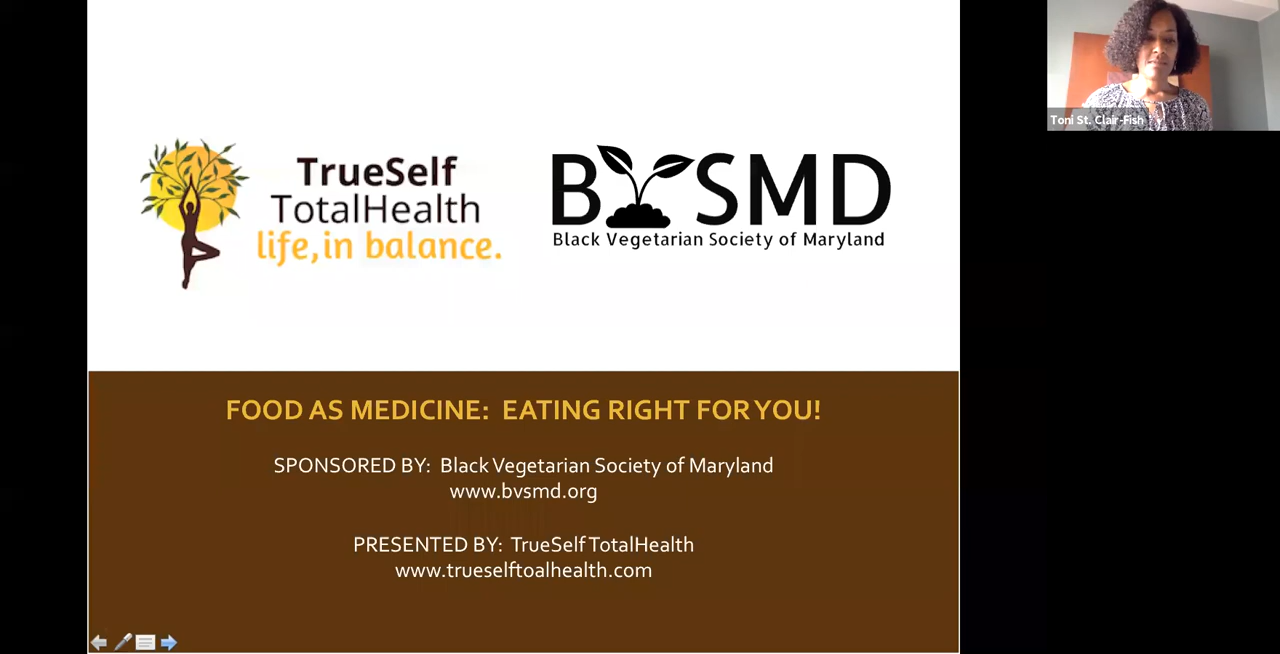 TrueSelf
TotalHealth
life, in balance.
BVSMD
Black Vegetarian Society of Maryland
Toni St. Clair-Fish
FOOD AS MEDICINE: EATING RIGHT FOR YOU!
SPONSORED BY: Black Vegetarian Society of Maryland
www.bvsmd.org
PRESENTED BY: TrueSelf TotalHealth
www.trueselftoalhealth.com